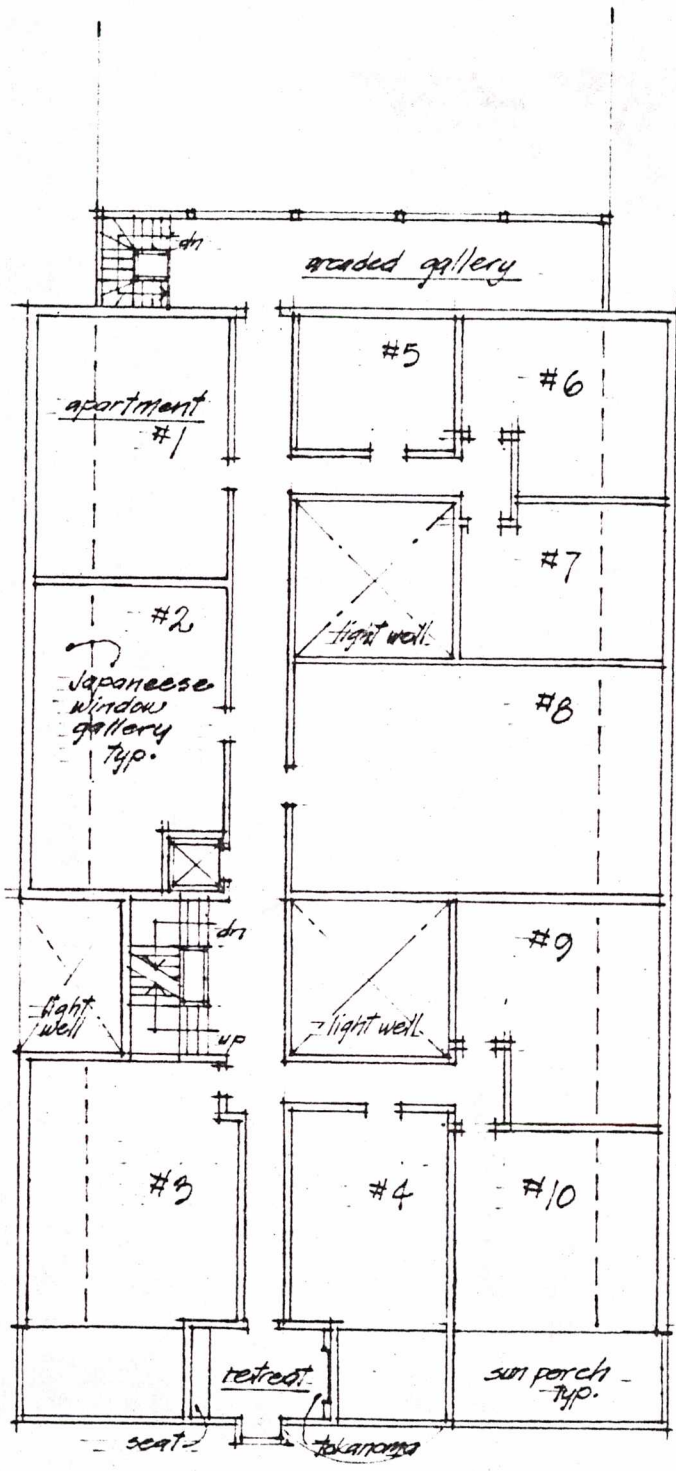 dn
arcaded gallery
#5
#6
apartment
#1
#7
#2
light well
Japaneese
window
gallery
typ.
#8
dn
#9
light
well
light well
up
#3
#4
#10
retreat
sun porch
typ.
seat
tokanoma